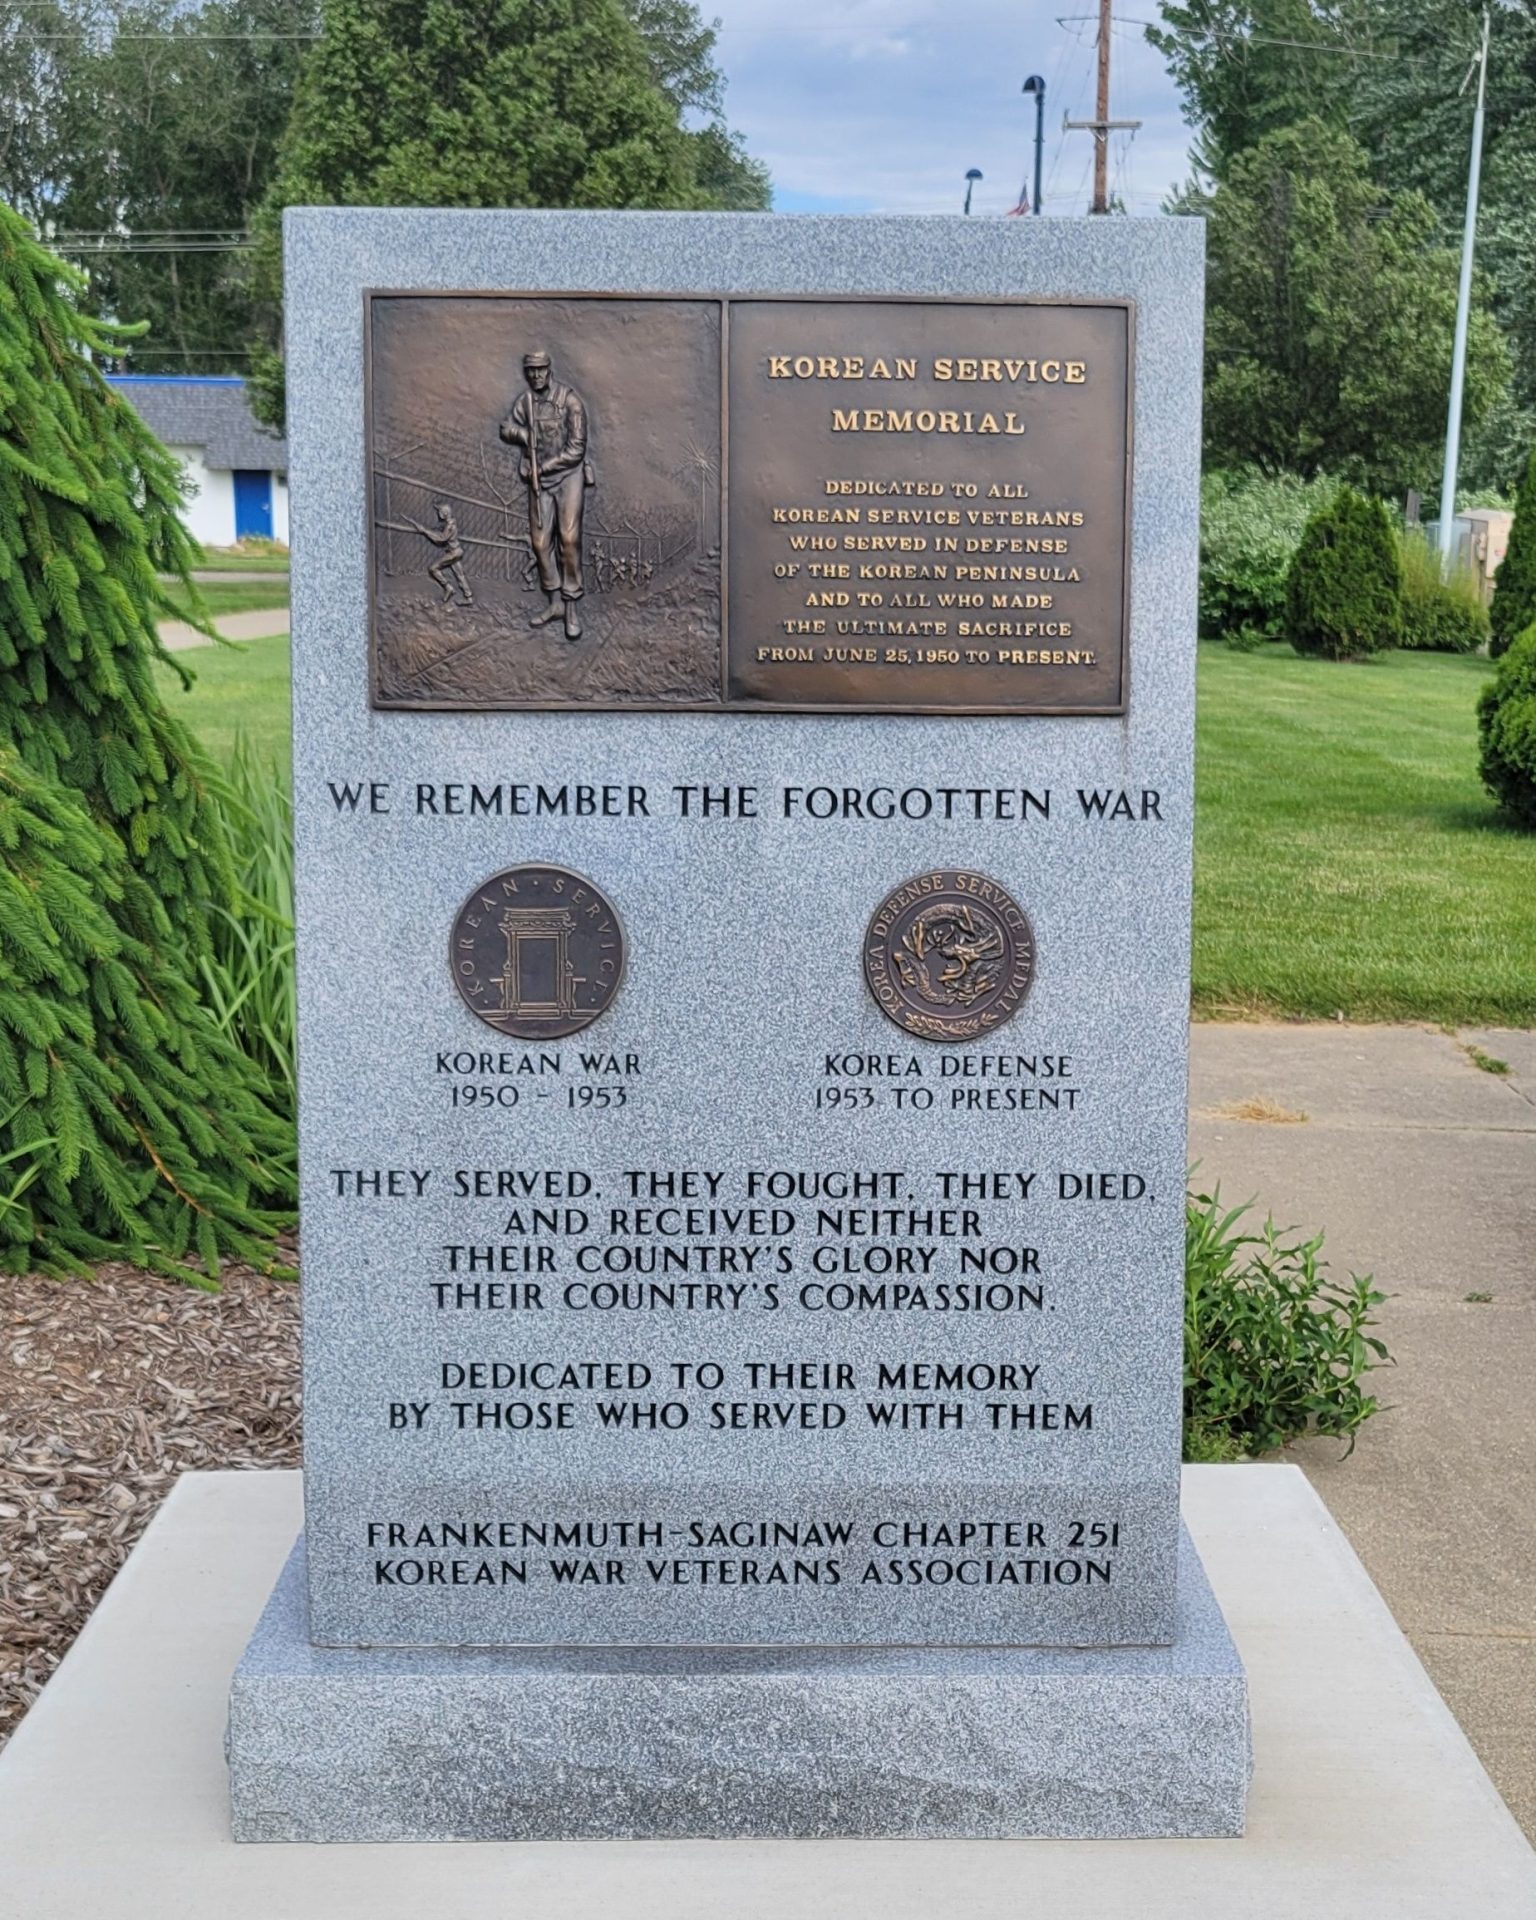 KOREAN SERVICE
MEMORIAL
DEDICATED TO ALL
KOREAN SERVICE VETERANS
WHO SERVED IN DEFENSE
OF THE KOREAN PENINSULA
AND TO ALL WHO MADE
THE ULTIMATE SACRIFICE
FROM JUNE 25, 1950 TO PRESENT.
WE REMEMBER THE FORGOTTEN WAR
· KOREAN · SERVICE ·
KOREA DEFENSE SERVICE MEDAL
KOREAN WAR
1950 - 1953
KOREA DEFENSE
1953 TO PRESENT
THEY SERVED, THEY FOUGHT, THEY DIED,
AND RECEIVED NEITHER
THEIR COUNTRY'S GLORY NOR
THEIR COUNTRY'S COMPASSION.
DEDICATED TO THEIR MEMORY
BY THOSE WHO SERVED WITH THEM
FRANKENMUTH-SAGINAW CHAPTER 251
KOREAN WAR VETERANS ASSOCIATION